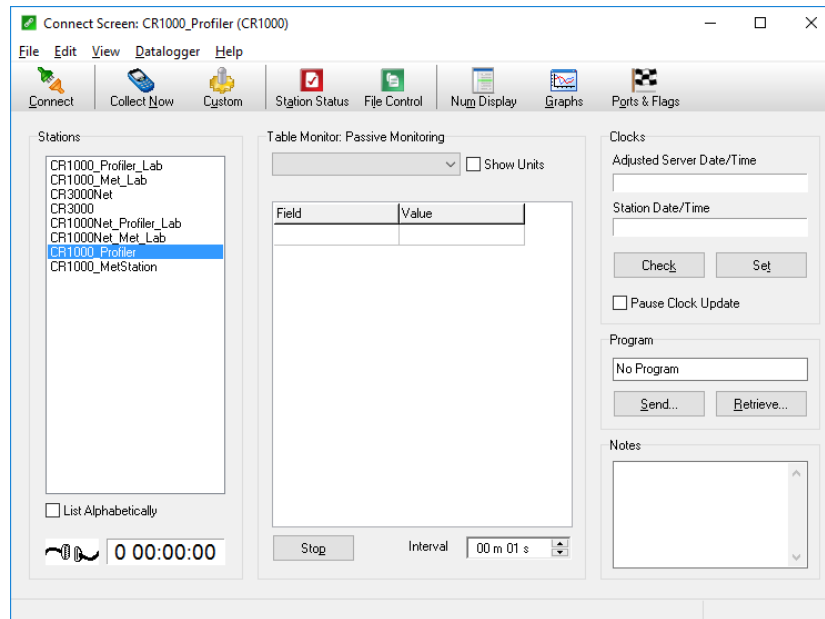 Connect Screen: CR1000_Profiler (CR1000)
File Edit View Datalogger Help
Connect Collect Now Custom Station Status File Control Num Display Graphs Ports & Flags
Stations
CR1000_Profiler_Lab
CR1000_Met_Lab
CR3000Net
CR3000
CR1000Net_Profiler_Lab
CR1000Net_Met_Lab
CR1000_Profiler
CR1000_MetStation
List Alphabetically
0 00:00:00
Table Monitor: Passive Monitoring
Show Units
Field Value
Stop Interval 00 m 01 s
Clocks
Adjusted Server Date/Time
Station Date/Time
Check Set
Pause Clock Update
Program
No Program
Send... Retrieve...
Notes